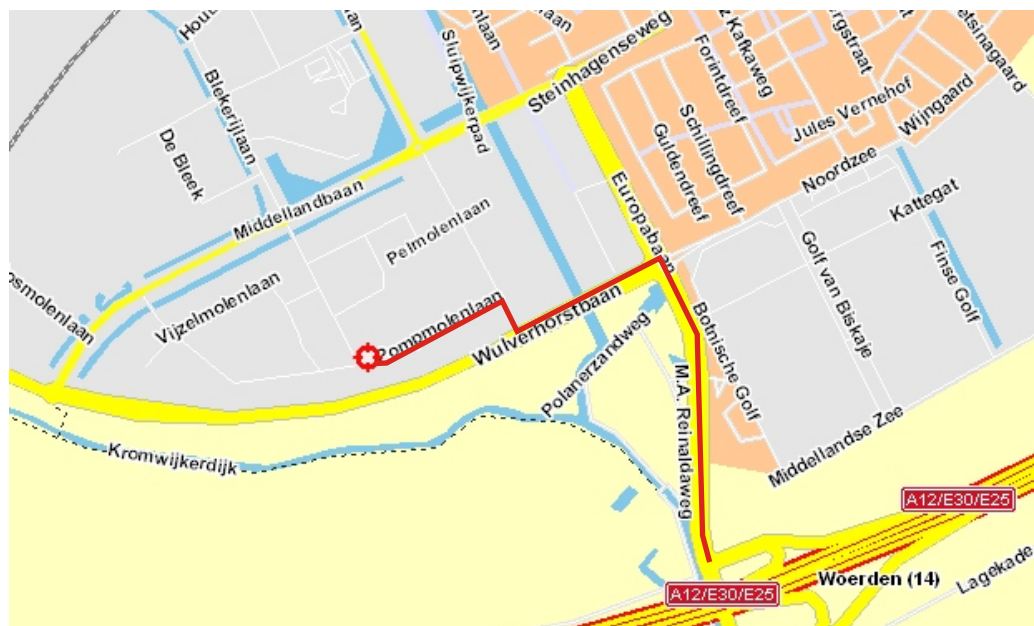 Steinhagenseweg
Sluipwijkerpad
Blekerijlaan
De Bleek
Forintdreef
Kafkaweg
Jules Vernehof
Wijngaard
Schillingdreef
Guldendreef
Noordzee
Kattegat
Middellandbaan
Pelmolenlaan
Europabaan
Finse Golf
Golf van Biskaje
Vijzelmolenlaan
Pompmolenlaan
Wulverhorstbaan
Botnische Golf
Polanerzandweg
M.A. Reinaldaweg
Middellandse Zee
Kromwijkerdijk
A12/E30/E25
Woerden (14)
A12/E30/E25
Lagekade